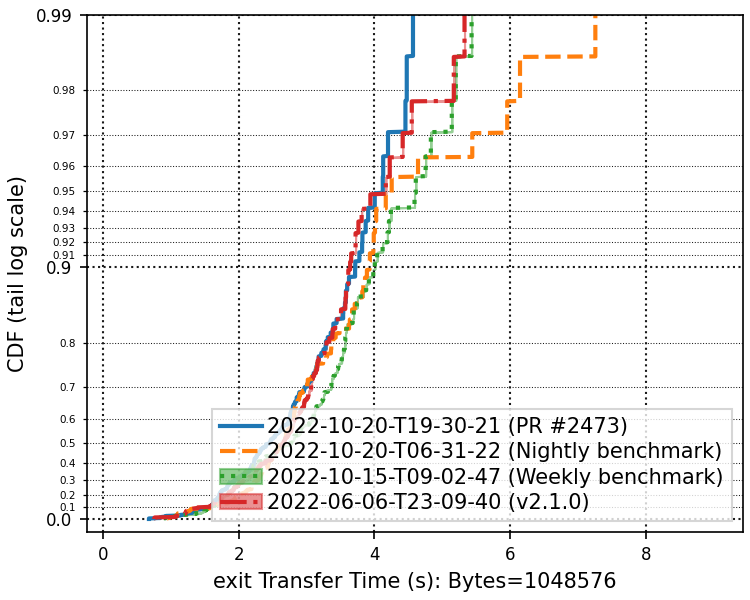 0.99
0.98
0.97
0.96
0.95
0.94
0.93
0.92
0.91
0.9
0.8
0.7
0.6
0.5
0.4
0.3
0.2
0.1
0.0
CDF (tail log scale)
2022-10-20-T19-30-21 (PR #2473)
2022-10-20-T06-31-22 (Nightly benchmark)
2022-10-15-T09-02-47 (Weekly benchmark)
2022-06-06-T23-09-40 (v2.1.0)
0 2 4 6 8
exit Transfer Time (s): Bytes=1048576